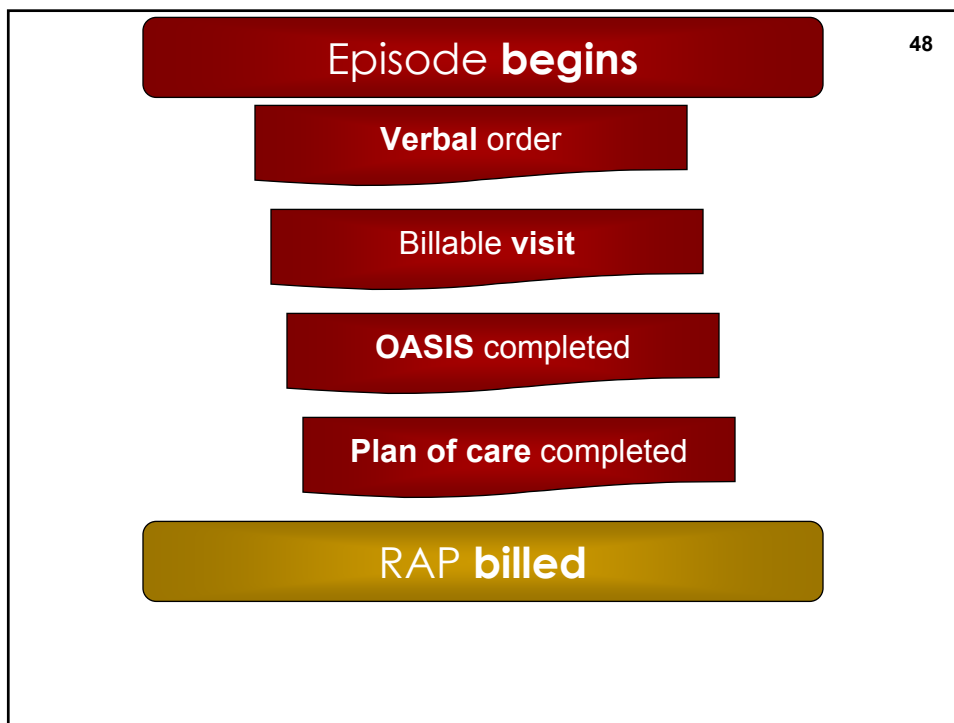 48
Episode begins
Verbal order
Billable visit
OASIS completed
Plan of care completed
RAP billed